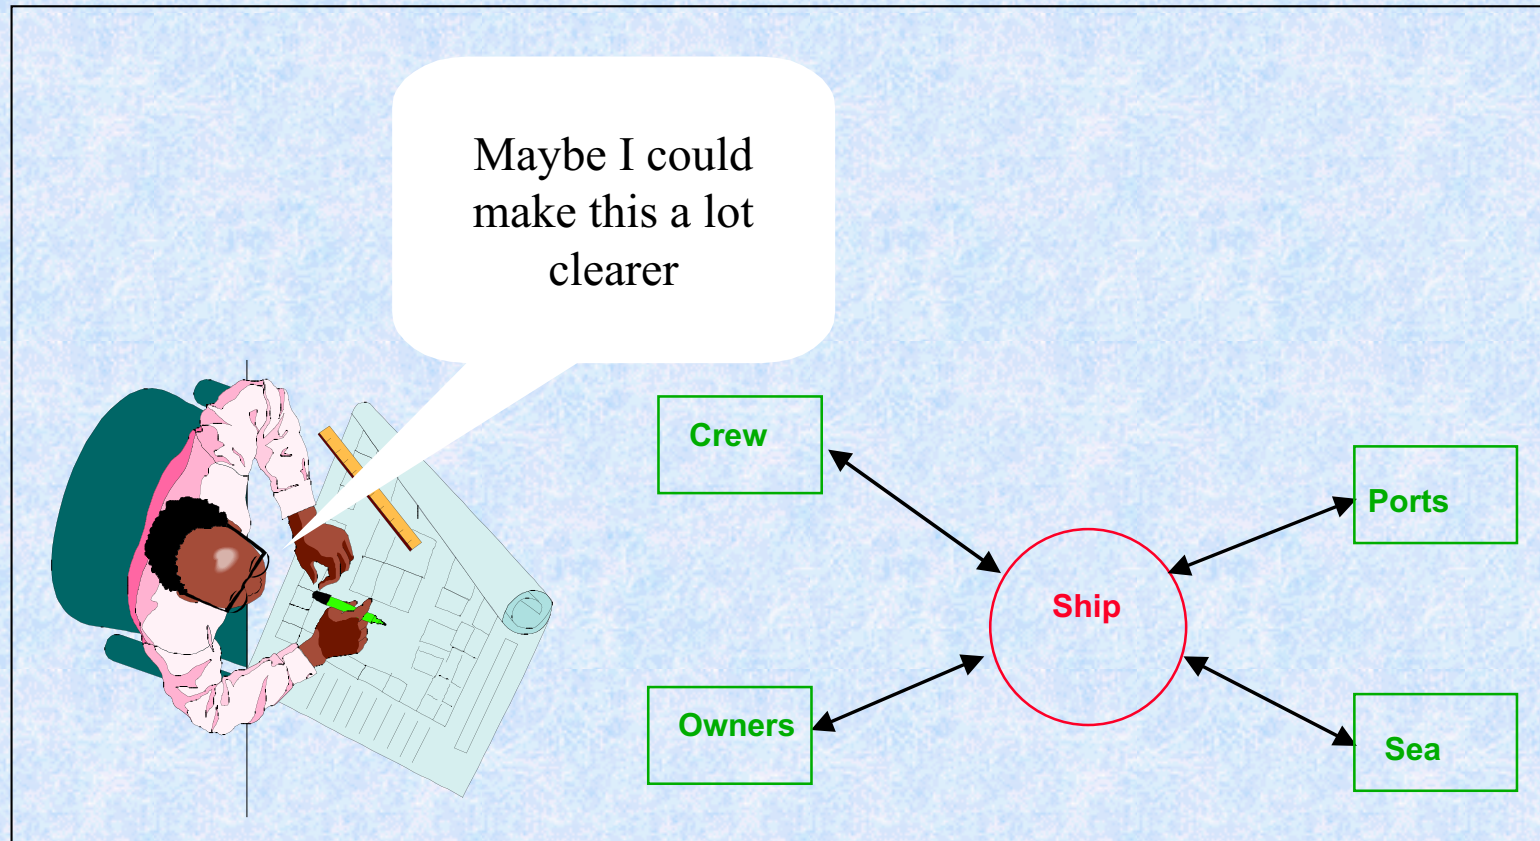 Maybe I could
make this a lot
clearer
Crew
Ports
Ship
Owners
Sea